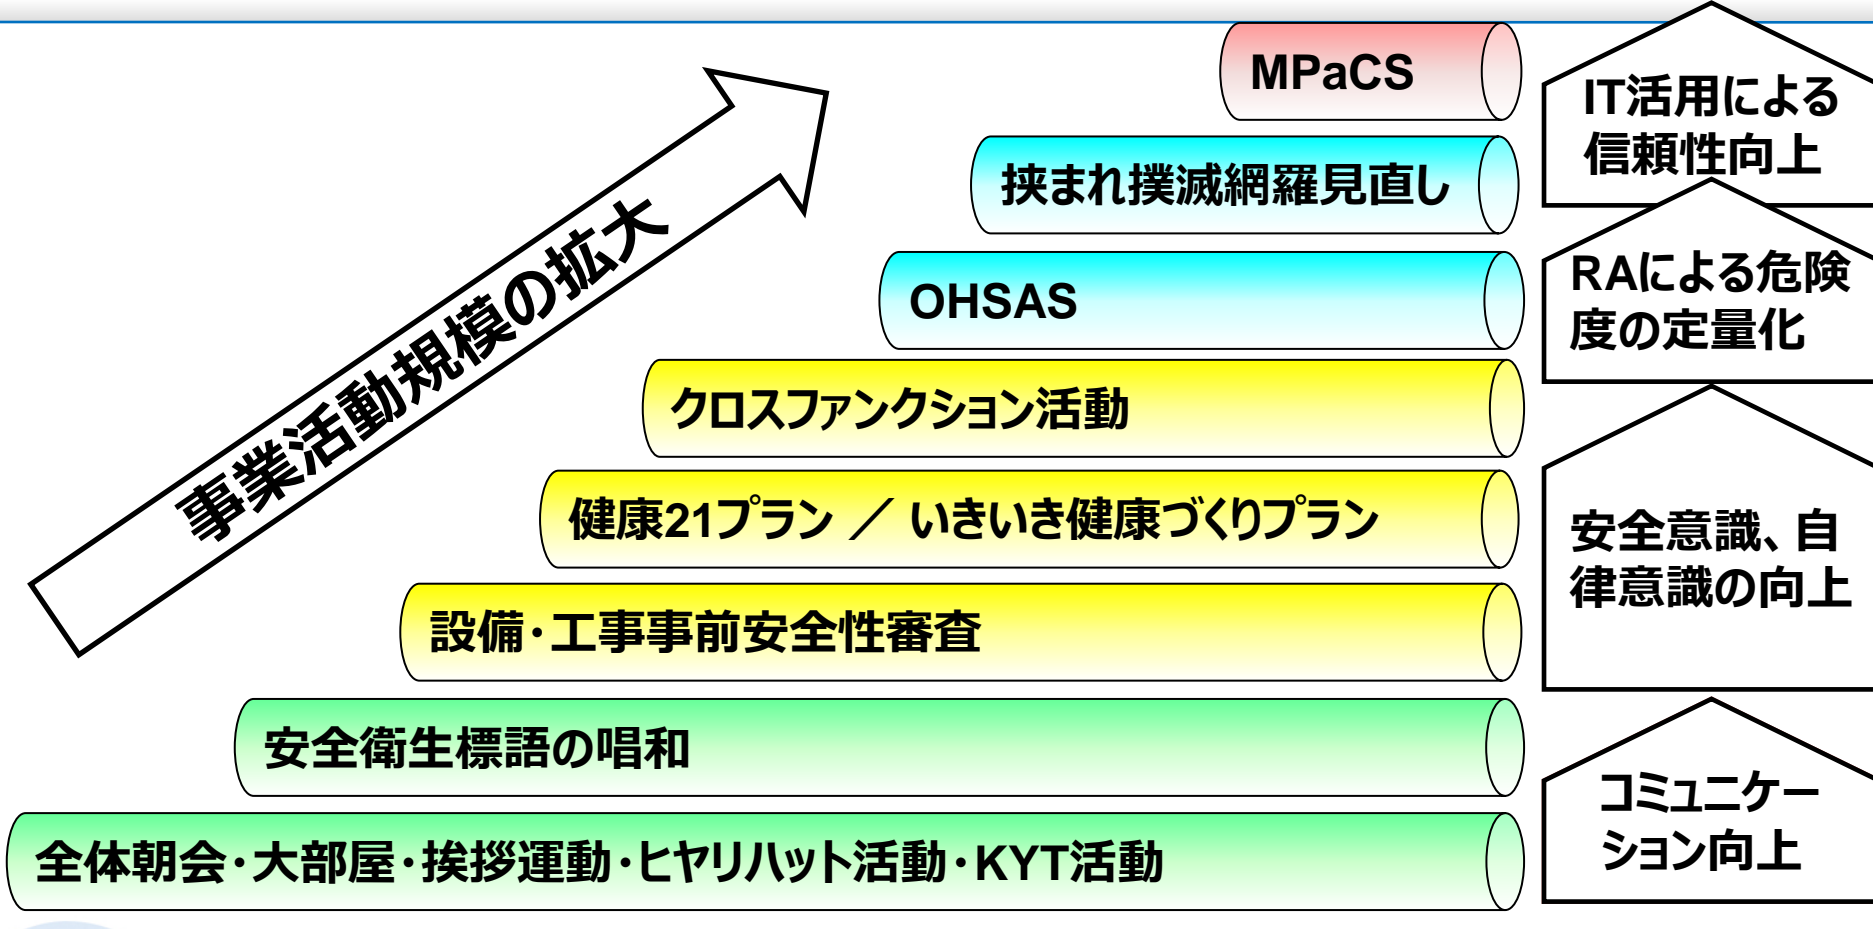 MPaCS
IT活用による
信頼性向上
挟まれ撲滅網羅見直し
事業活動規模の拡大
OHSAS
RAによる危険
度の定量化
クロスファンクション活動
健康21プラン ／ いきいき健康づくりプラン
安全意識、自
律意識の向上
設備・工事事前安全性審査
安全衛生標語の唱和
コミュニケー
ション向上
全体朝会・大部屋・挨拶運動・ヒヤリハット活動・KYT活動